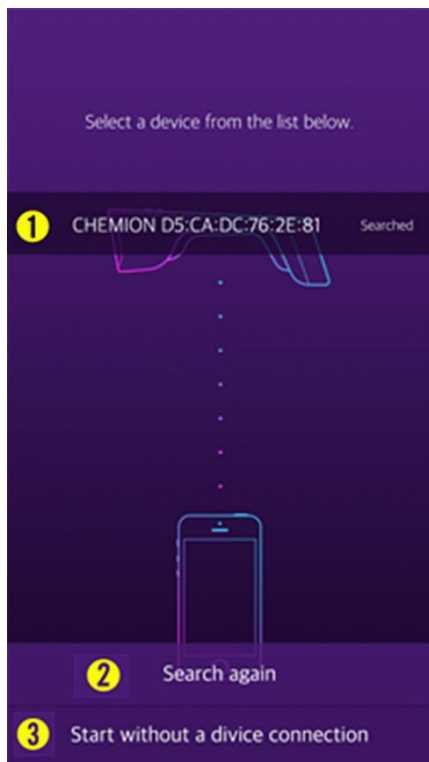 Select a device from the list below.
1 CHEMION D5:CA:DC:76:2E:81 Searched
2 Search again
3 Start without a divice connection